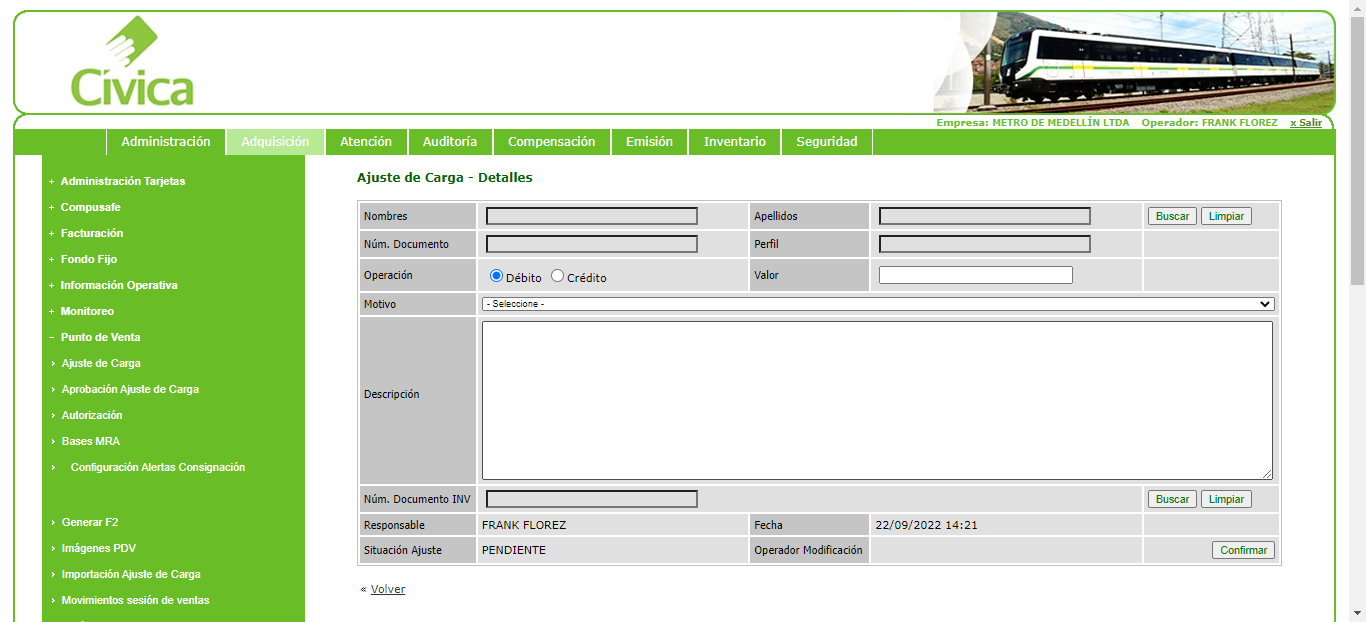 Cívica
Empresa: METRO DE MEDELLÍN LTDA Operador: FRANK FLOREZ x Salir
Administración Adquisición Atención Auditoría Compensación Emisión Inventario Seguridad
+ Administración Tarjetas
+ Compusafe
+ Facturación
+ Fondo Fijo
+ Información Operativa
+ Monitoreo
− Punto de Venta
› Ajuste de Carga
› Aprobación Ajuste de Carga
› Autorización
› Bases MRA
› Configuración Alertas Consignación
› Generar F2
› Imágenes PDV
› Importación Ajuste de Carga
› Movimientos sesión de ventas
Ajuste de Carga - Detalles
Nombres Apellidos Buscar Limpiar
Núm. Documento Perfil
Operación Débito Crédito Valor
Motivo - Seleccione -
Descripción
Núm. Documento INV Buscar Limpiar
Responsable FRANK FLOREZ Fecha 22/09/2022 14:21
Situación Ajuste PENDIENTE Operador Modificación Confirmar
« Volver